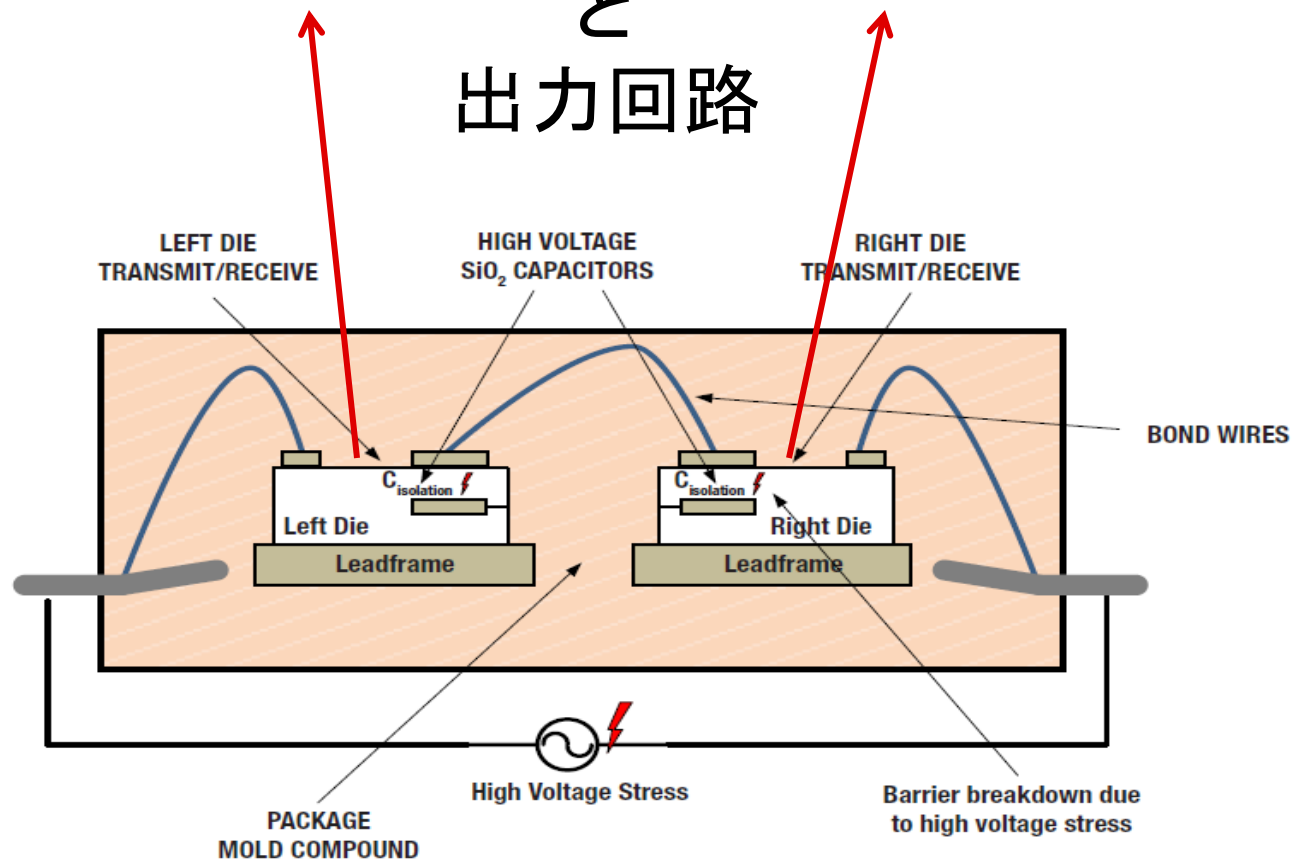 と
出力回路
LEFT DIE
TRANSMIT/RECEIVE
HIGH VOLTAGE
SiO2 CAPACITORS
RIGHT DIE
TRANSMIT/RECEIVE
BOND WIRES
Cisolation
Cisolation
Left Die
Right Die
Leadframe
Leadframe
High Voltage Stress
PACKAGE
MOLD COMPOUND
Barrier breakdown due
to high voltage stress